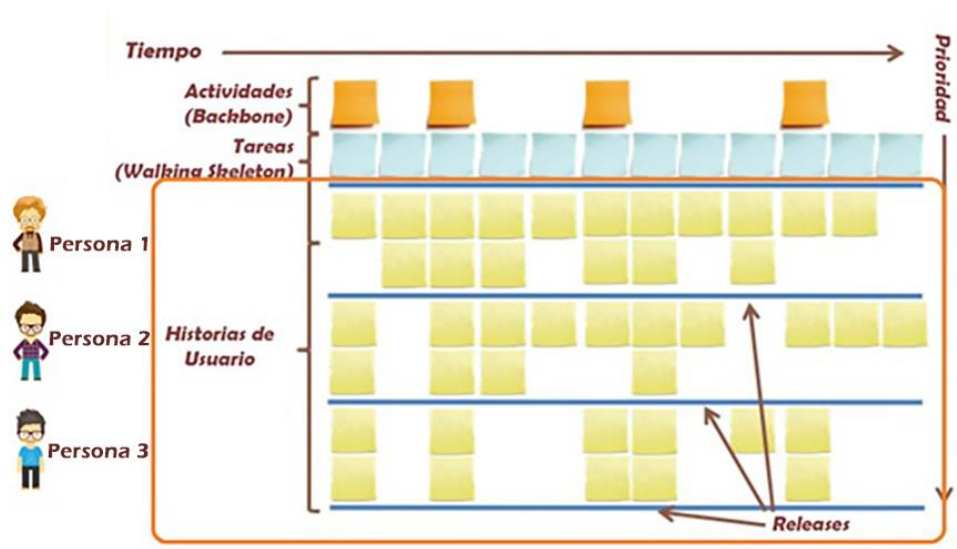 Tiempo
Prioridad
Actividades
(Backbone)
Tareas
(Walking Skeleton)
Persona 1
Persona 2
Historias de
Usuario
Persona 3
Releases